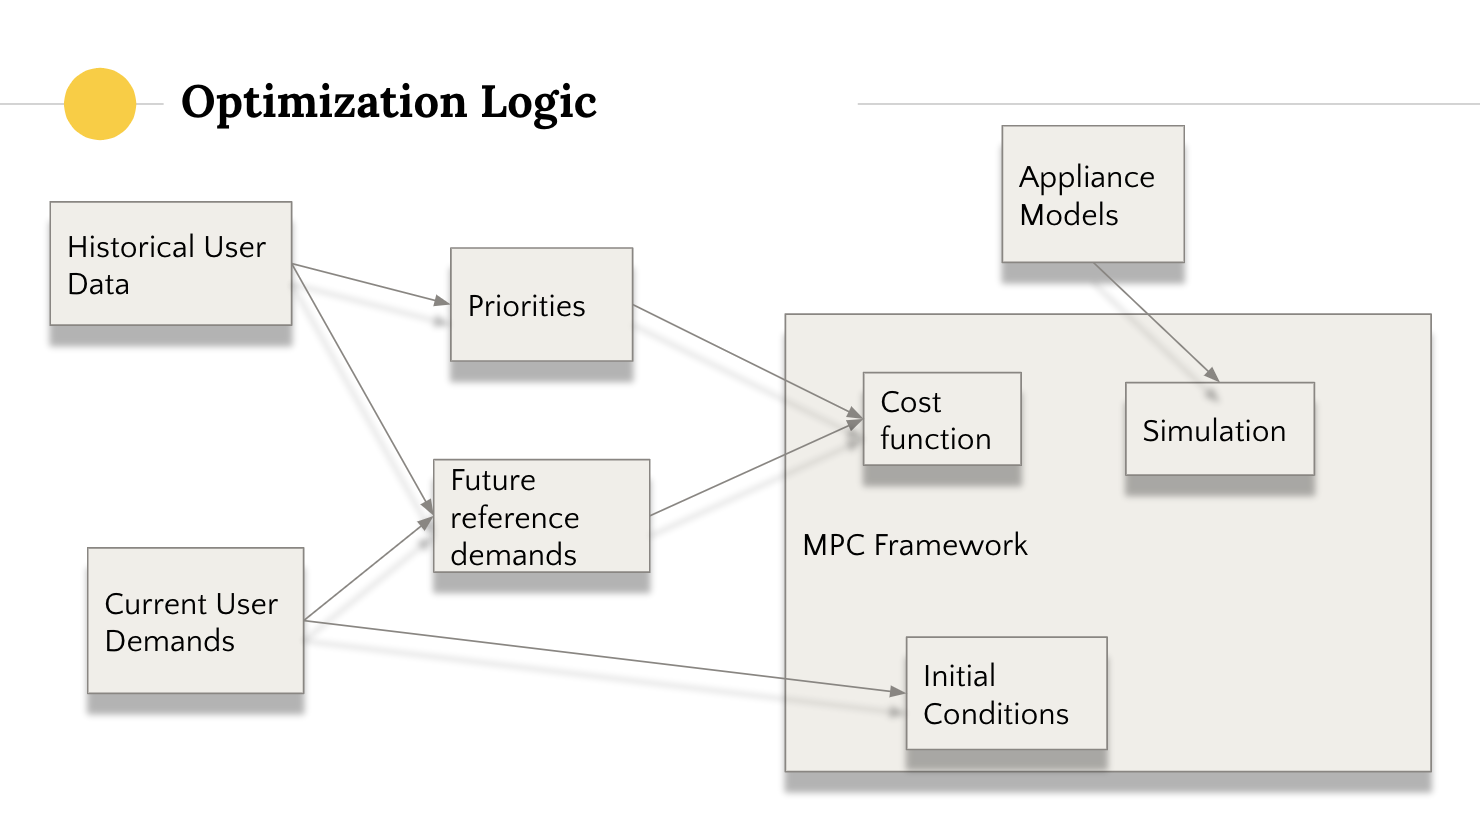 Optimization Logic
Appliance
Models
Historical User
Data
Priorities
Cost
function
Simulation
Future
reference
demands
MPC Framework
Current User
Demands
Initial
Conditions